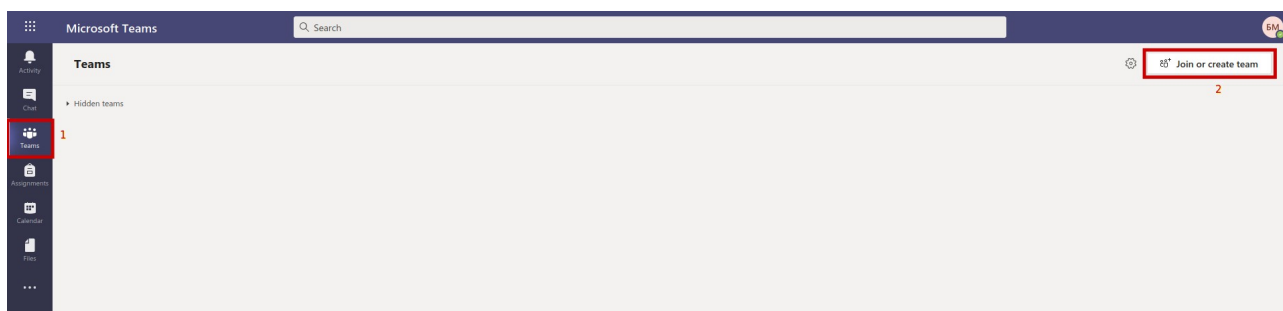 Microsoft Teams
Search
БМ
Activity
Teams
Join or create team
2
Chat
Hidden teams
Teams
1
Assignments
Calendar
Files